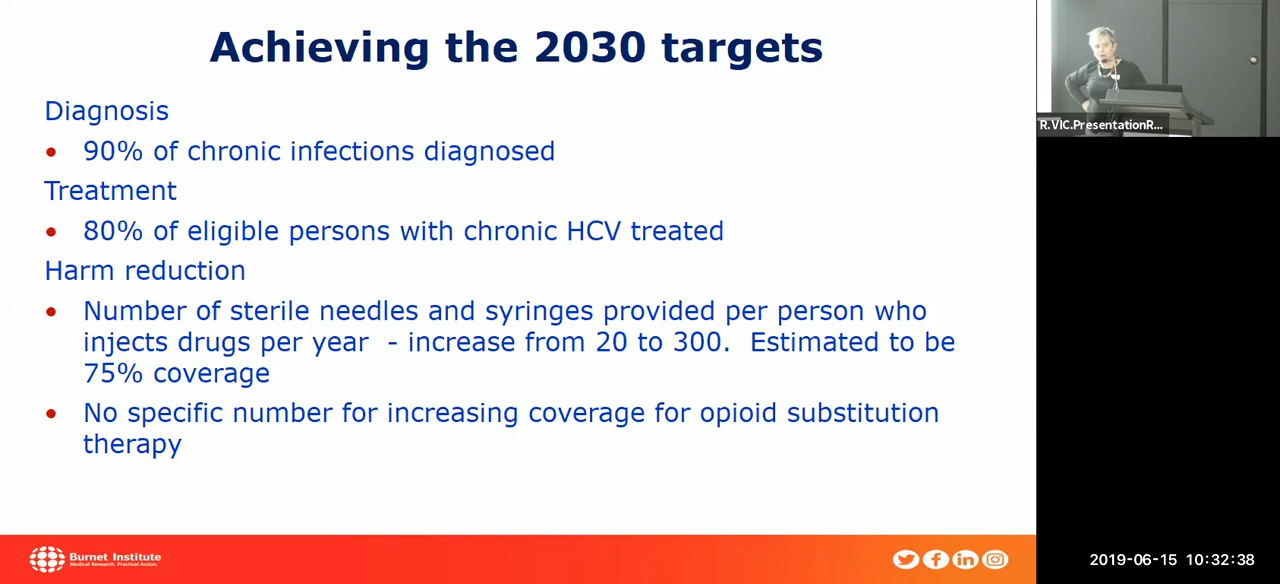 Achieving the 2030 targets
Diagnosis
• 90% of chronic infections diagnosed
Treatment
• 80% of eligible persons with chronic HCV treated
Harm reduction
• Number of sterile needles and syringes provided per person who
injects drugs per year  - increase from 20 to 300.  Estimated to be
75% coverage
• No specific number for increasing coverage for opioid substitution
therapy
Burnet Institute
Medical Research. Practical Action.
R.VIC.PresentationR...
2019-06-15 10:32:38